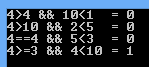 4>4 && 10<1  = 0
4>10 && 2<5  = 0
4==4 && 5<3  = 0
4>=3 && 4<10 = 1